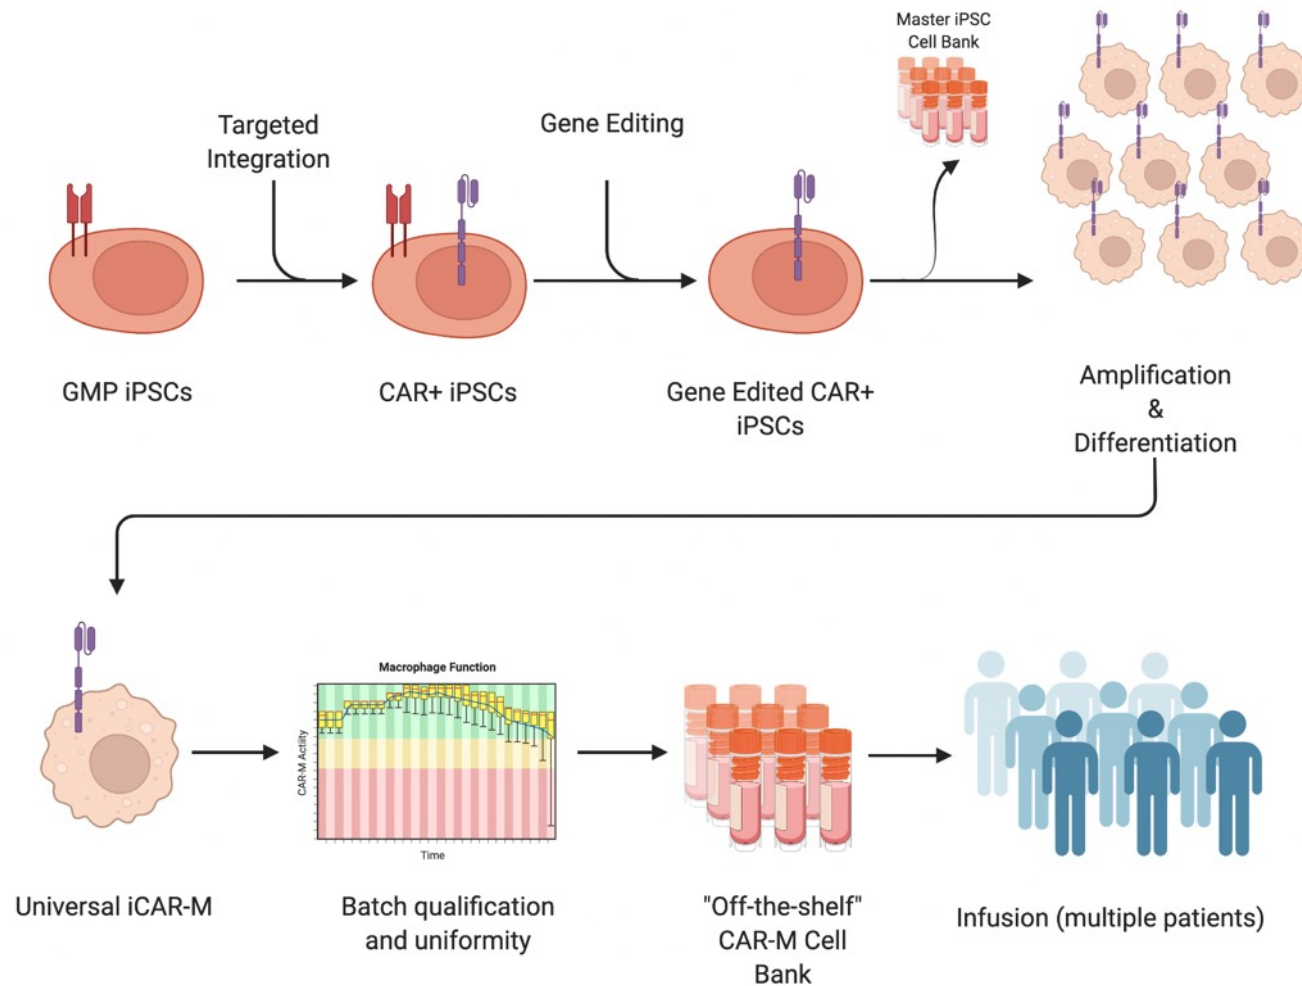 Master iPSC
Cell Bank
Targeted
Integration
Gene Editing
GMP iPSCs
CAR+ iPSCs
Gene Edited CAR+
iPSCs
Amplification
&
Differentiation
Macrophage Function
CAR-M Actiity
Time
Universal iCAR-M
Batch qualification
and uniformity
"Off-the-shelf"
CAR-M Cell
Bank
Infusion (multiple patients)